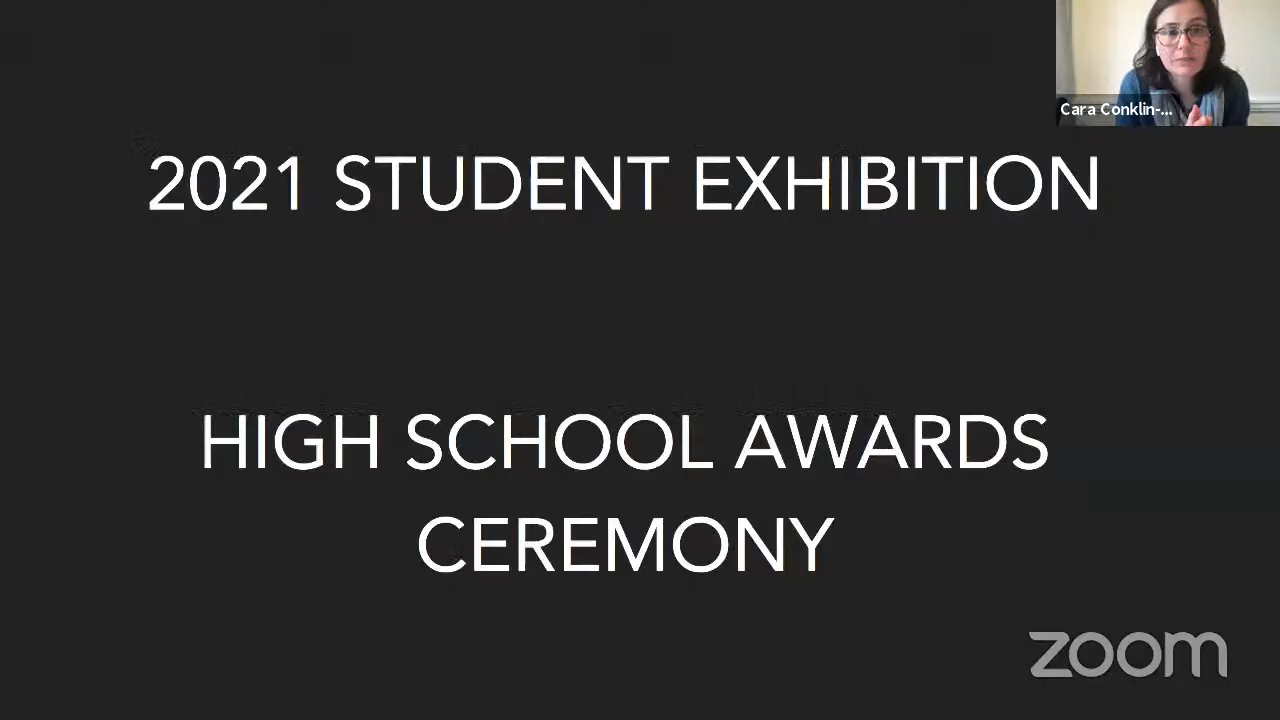 Cara Conklin-...
2021 STUDENT EXHIBITION
HIGH SCHOOL AWARDS
CEREMONY
zoom